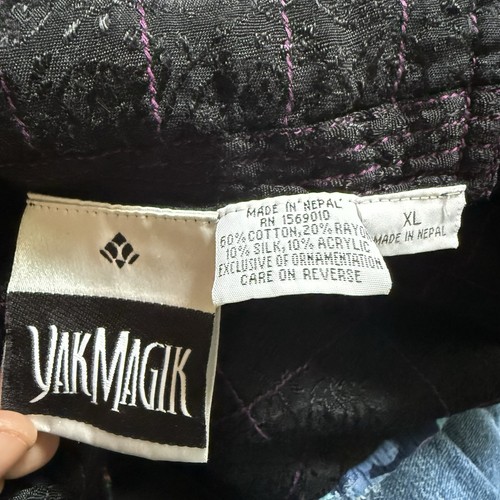 YAKMAGIK
MADE IN NEPAL
RN 1569010
60% COTTON, 20% RAYO
10% SILK, 10% ACRYLIC
EXCLUSIVE OF ORNAMENTATION
CARE ON REVERSE
XL
MADE IN NEPAL